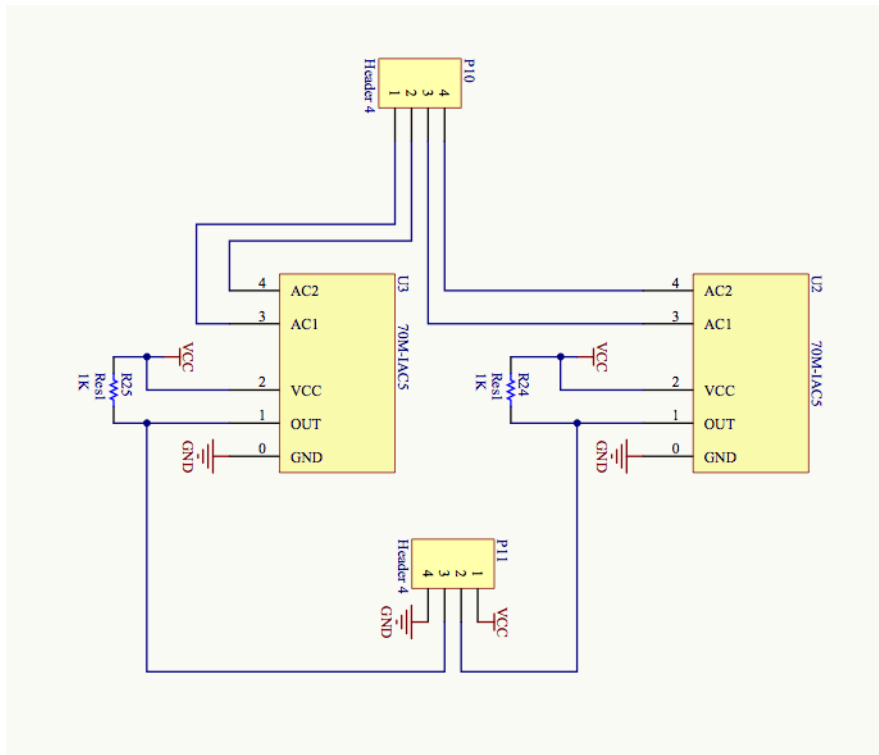 P10
Header 4
1 2 3 4
U3
70M-IAC5
4 AC2
3 AC1
2 VCC
1 OUT
0 GND
VCC
R25
Res1
1K
GND
U2
70M-IAC5
4 AC2
3 AC1
2 VCC
1 OUT
0 GND
VCC
R24
Res1
1K
GND
P11
Header 4
4 3 2 1
GND
VCC